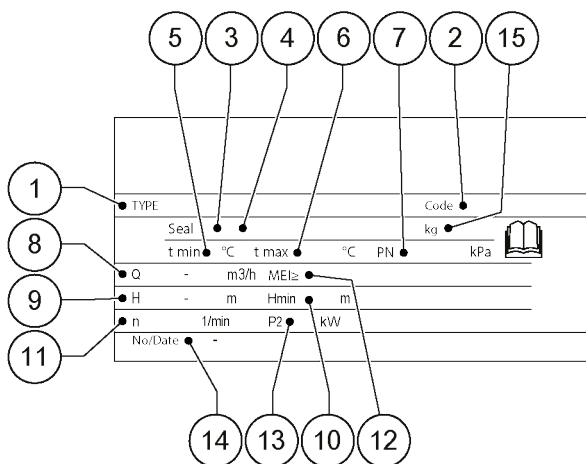 5 3 4 6 7 2 15
1 TYPE Code
Seal kg
t min °C t max °C PN kPa
8 Q - m3/h MEI≥
9 H - m Hmin m
11 n 1/min P2 kW
No/Date -
14 13 10 12